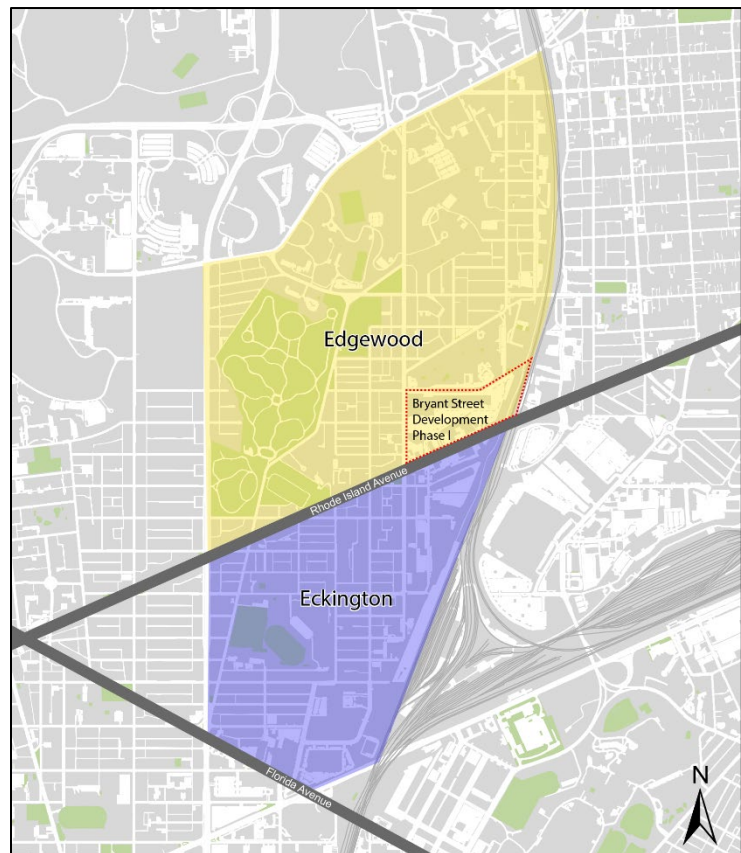 Edgewood
Bryant Street
Development
Phase I
Rhode Island Avenue
Eckington
Florida Avenue
N